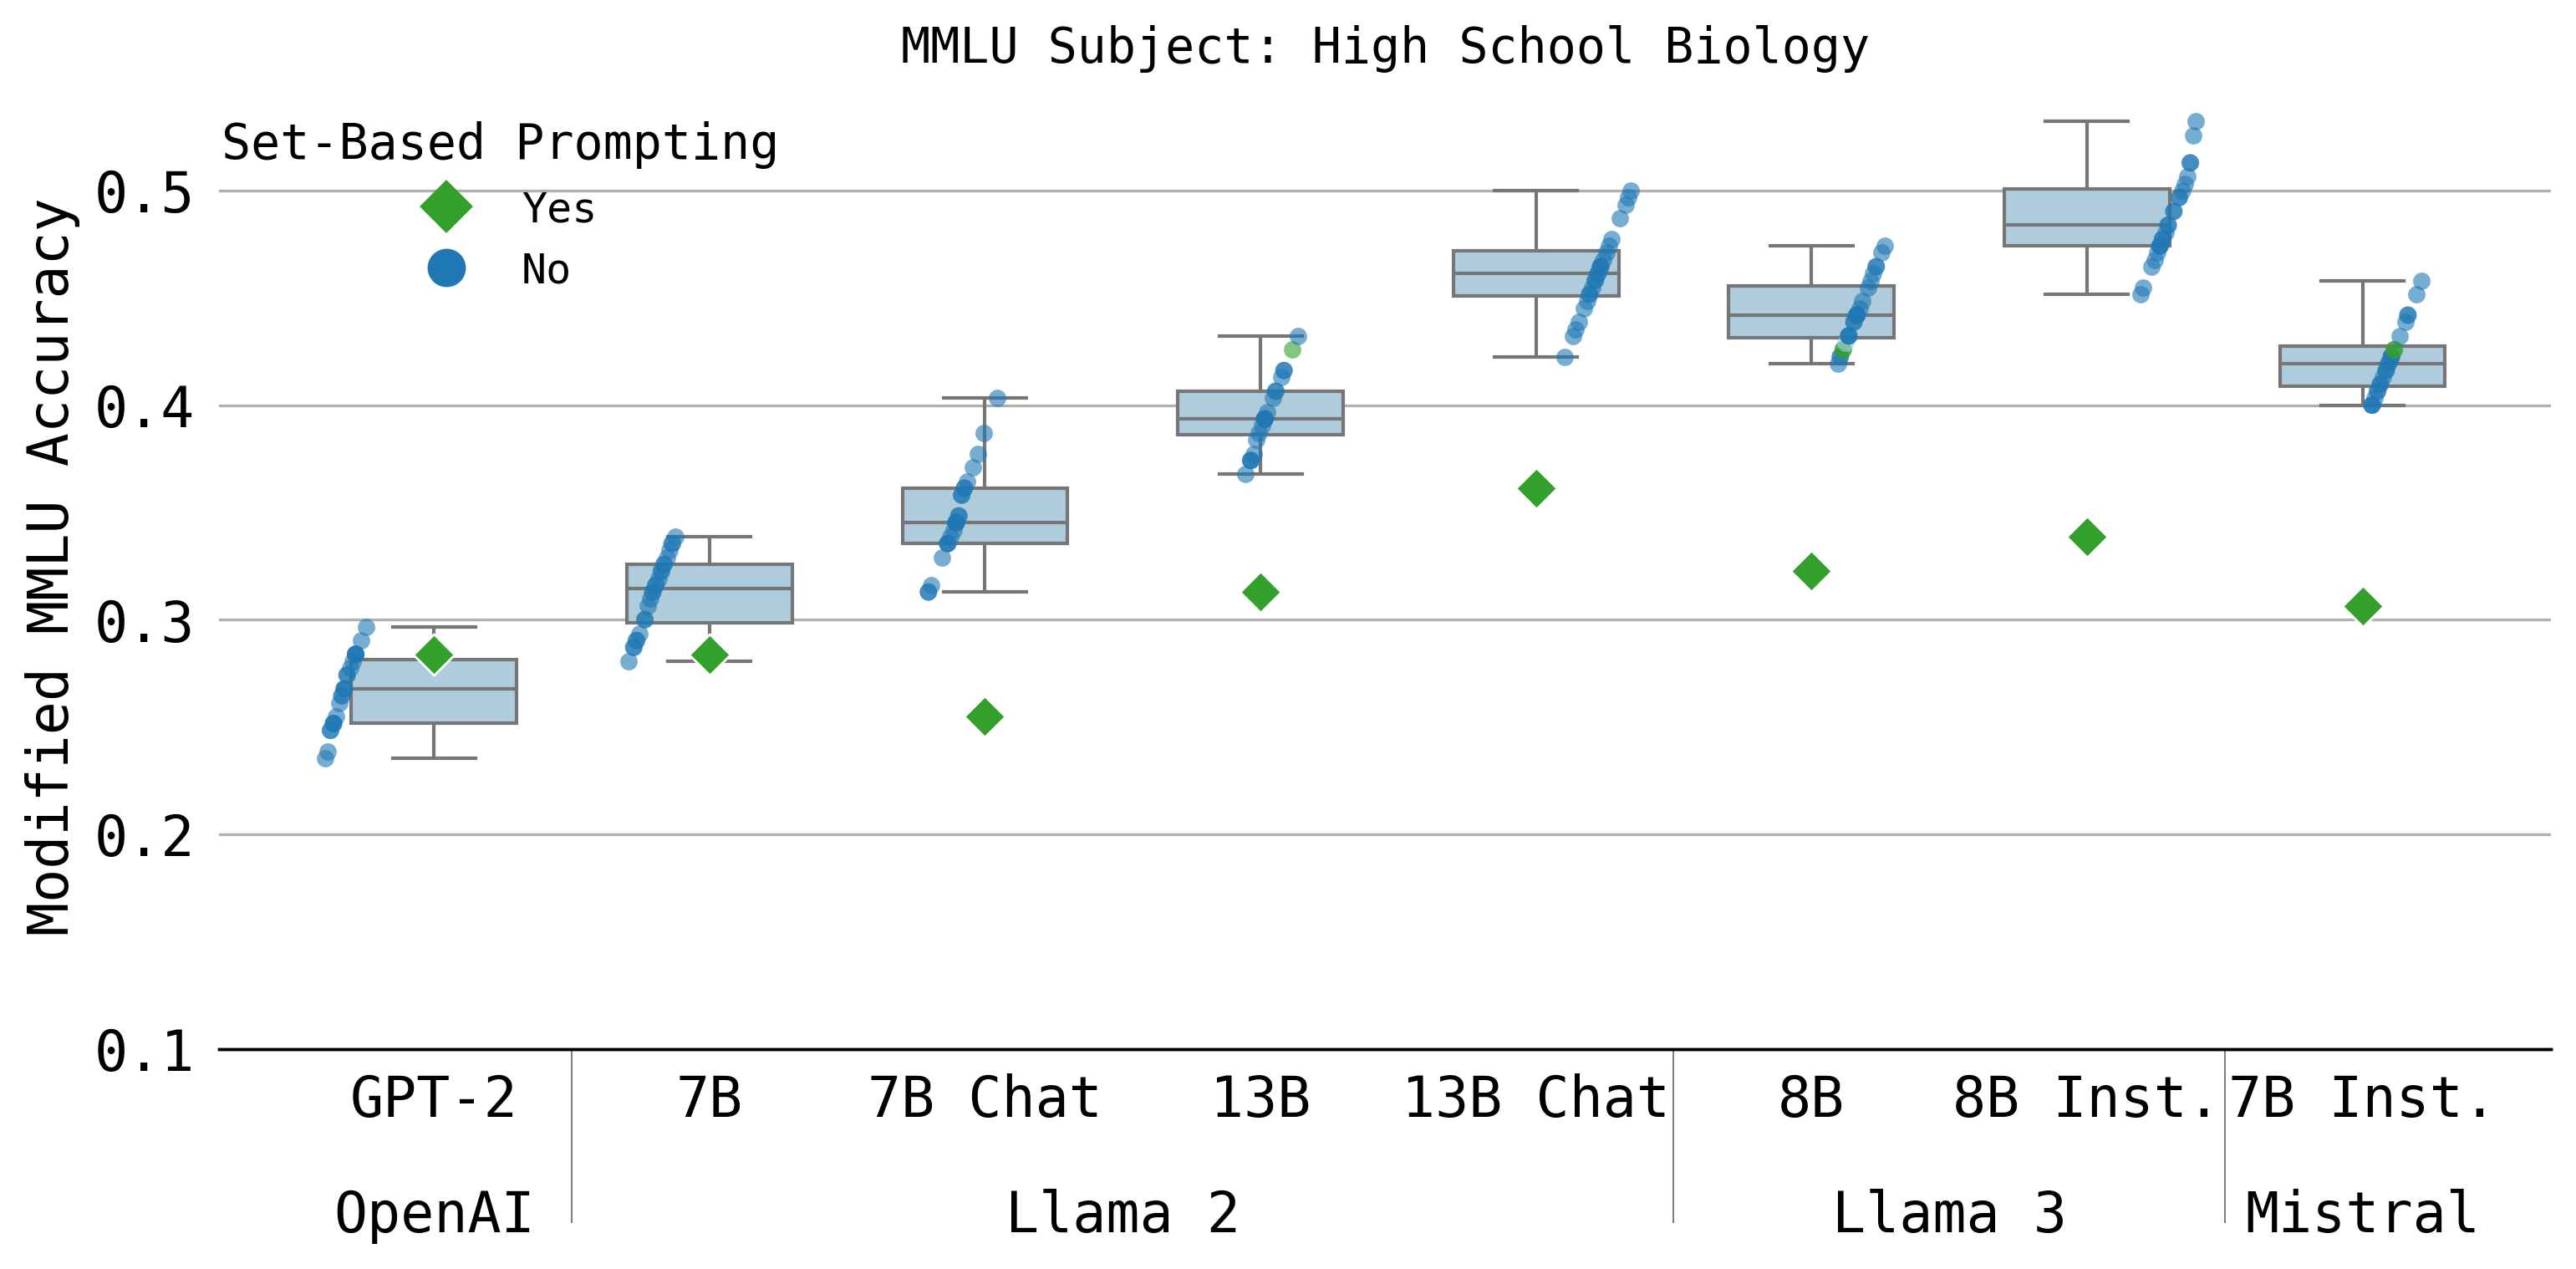 MMLU Subject: High School Biology
Set-Based Prompting
Yes
No
Modified MMLU Accuracy
0.5
0.4
0.3
0.2
0.1
GPT-2 7B 7B Chat 13B 13B Chat 8B 8B Inst. 7B Inst.
OpenAI Llama 2 Llama 3 Mistral